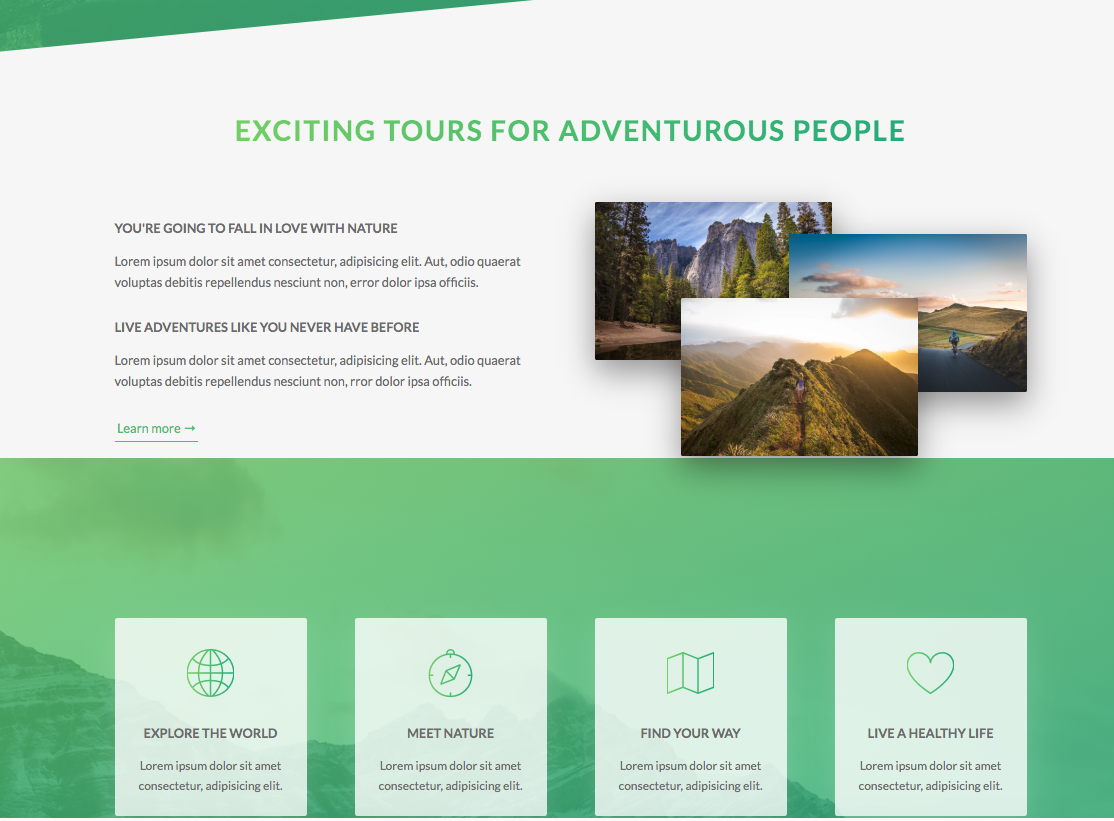 EXCITING TOURS FOR ADVENTUROUS PEOPLE
YOU'RE GOING TO FALL IN LOVE WITH NATURE
Lorem ipsum dolor sit amet consectetur, adipisicing elit. Aut, odio quaerat
voluptas debitis repellendus nesciunt non, error dolor ipsa officiis.
LIVE ADVENTURES LIKE YOU NEVER HAVE BEFORE
Lorem ipsum dolor sit amet consectetur, adipisicing elit. Aut, odio quaerat
voluptas debitis repellendus nesciunt non, rror dolor ipsa officiis.
Learn more →
EXPLORE THE WORLD
Lorem ipsum dolor sit amet
consectetur, adipisicing elit.
MEET NATURE
Lorem ipsum dolor sit amet
consectetur, adipisicing elit.
FIND YOUR WAY
Lorem ipsum dolor sit amet
consectetur, adipisicing elit.
LIVE A HEALTHY LIFE
Lorem ipsum dolor sit amet
consectetur, adipisicing elit.